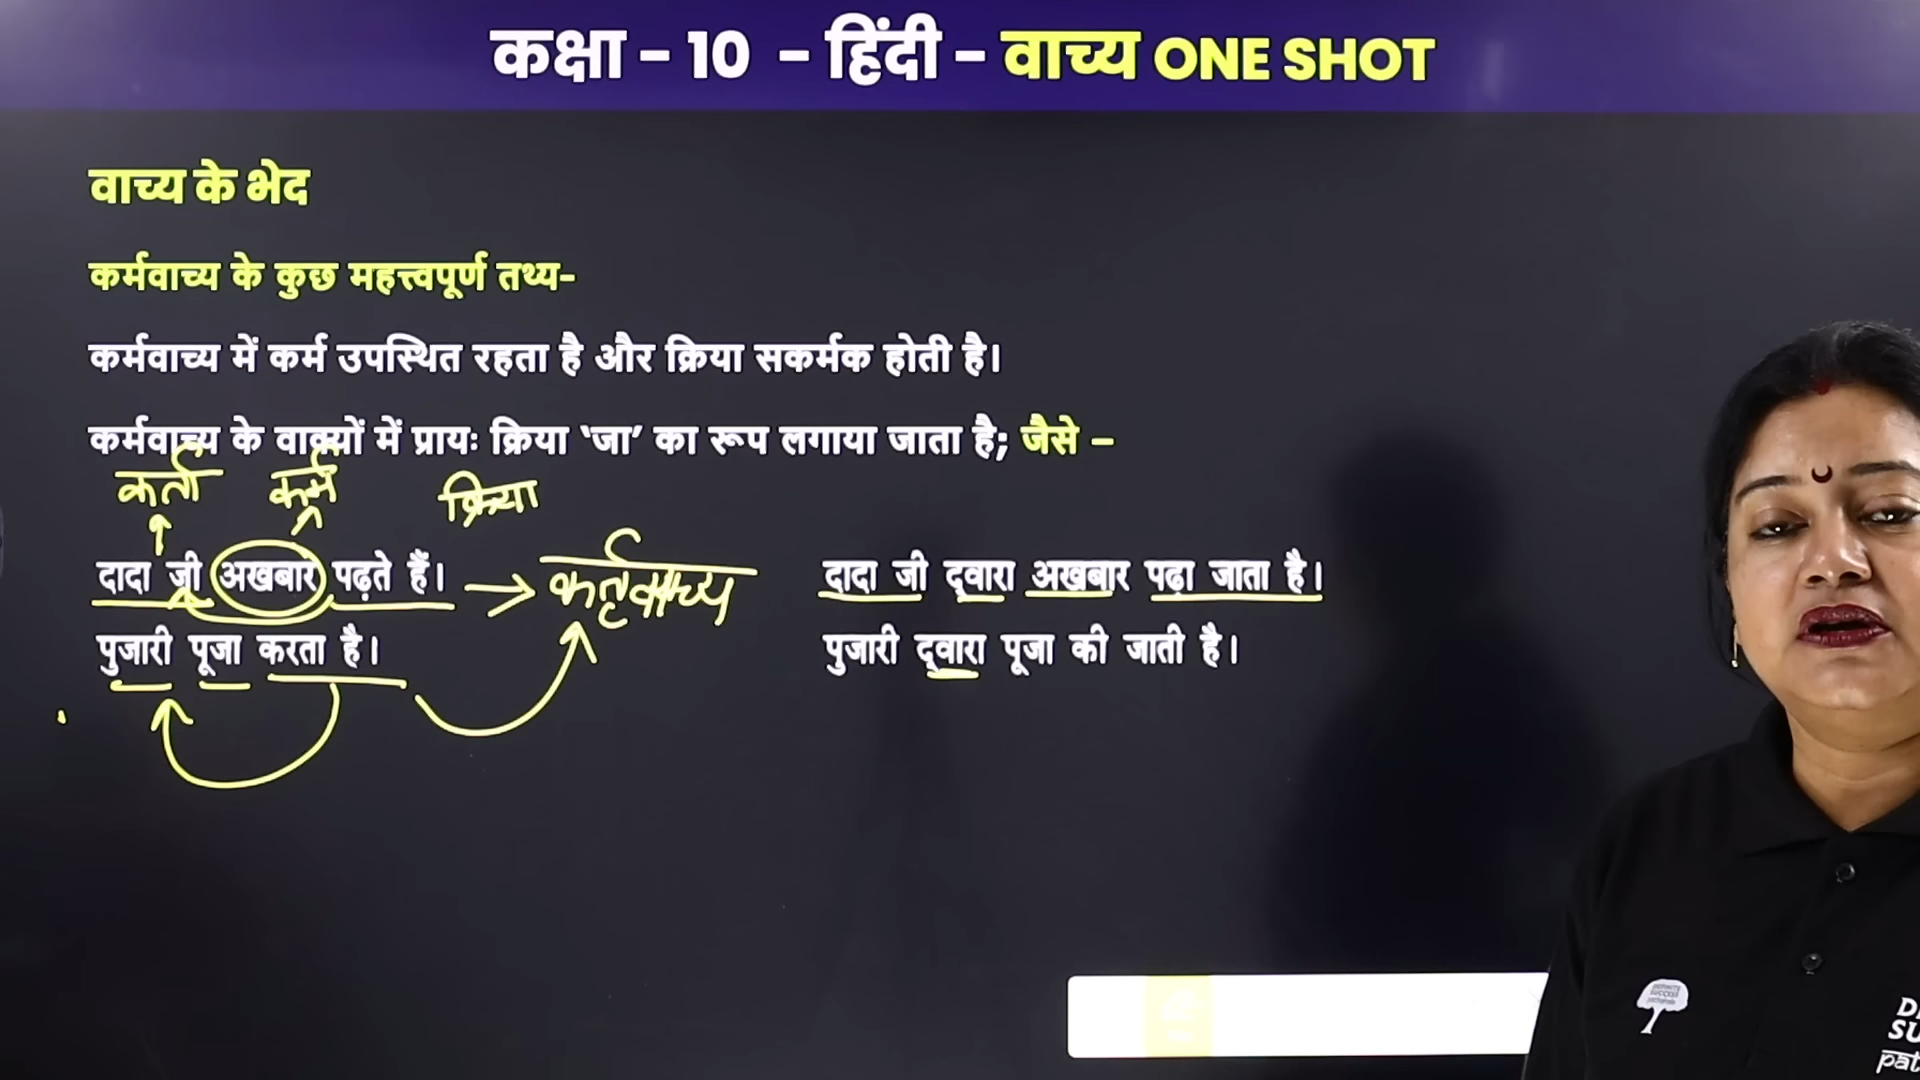 कक्षा - 10 - हिंदी - वाच्य ONE SHOT
वाच्य के भेद
कर्मवाच्य के कुछ महत्त्वपूर्ण तथ्य-
कर्मवाच्य में कर्म उपस्थित रहता है और क्रिया सकर्मक होती है।
कर्मवाच्य के वाक्यों में प्रायः क्रिया 'जा' का रूप लगाया जाता है; जैसे –
कर्ता कर्म क्रिया
दादा जी अखबार पढ़ते हैं। → कर्तृवाच्य दादा जी द्वारा अखबार पढ़ा जाता है।
पुजारी पूजा करता है। पुजारी द्वारा पूजा की जाती है।